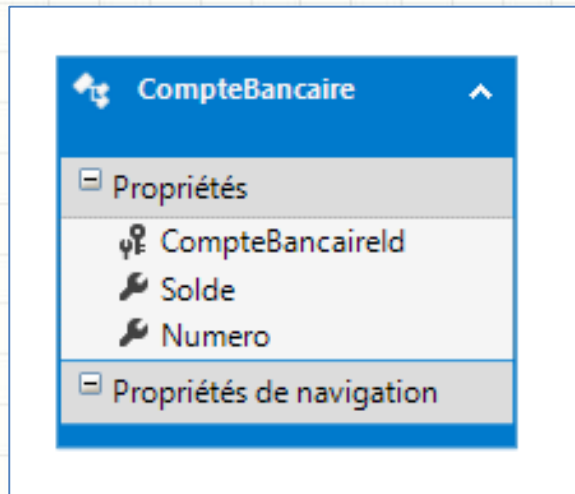 CompteBancaire
Propriétés
CompteBancaireId
Solde
Numero
Propriétés de navigation